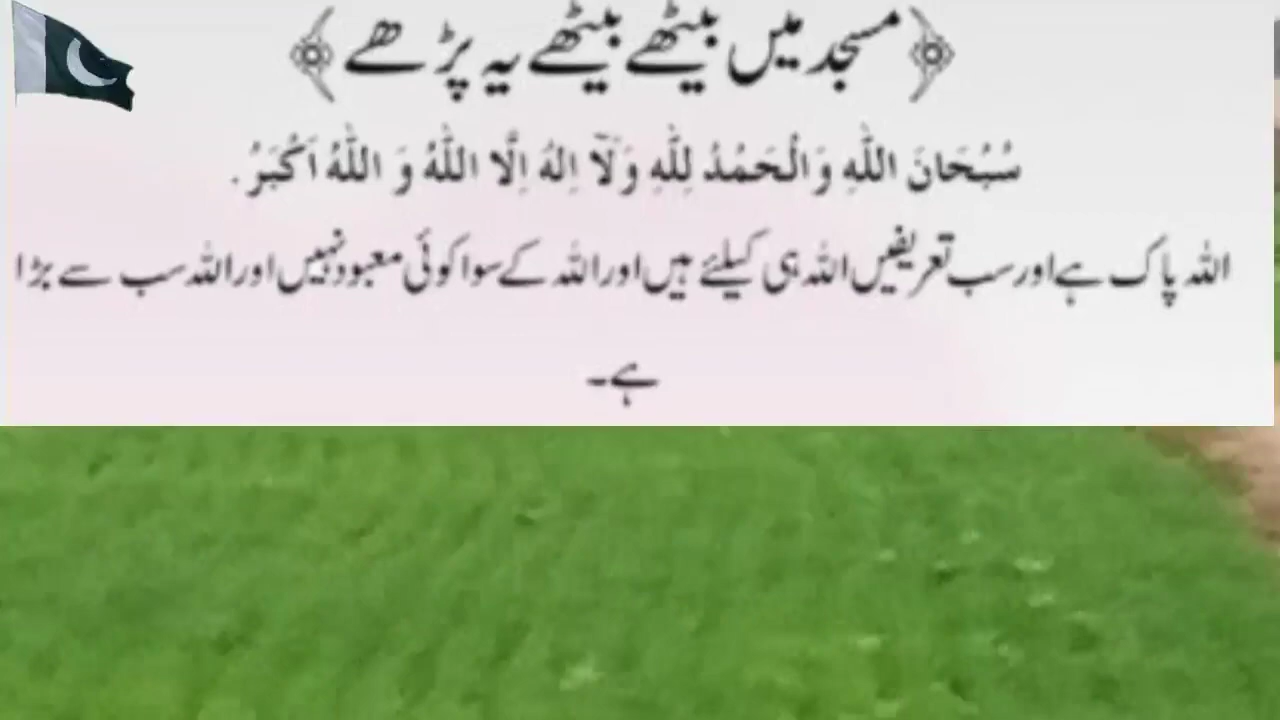 ﴿مسجد میں بیٹھے بیٹھے یہ پڑھے﴾
سُبْحَانَ اللّٰهِ وَالْحَمْدُ لِلّٰهِ وَلَآ اِلٰهَ اِلَّا اللّٰهُ وَ اللّٰهُ اَكْبَرُ.
اللہ پاک ہے اور سب تعریفیں اللہ ہی کیلئے ہیں اور اللہ کے سوا کوئی معبود نہیں اور اللہ سب سے بڑا
ہے۔